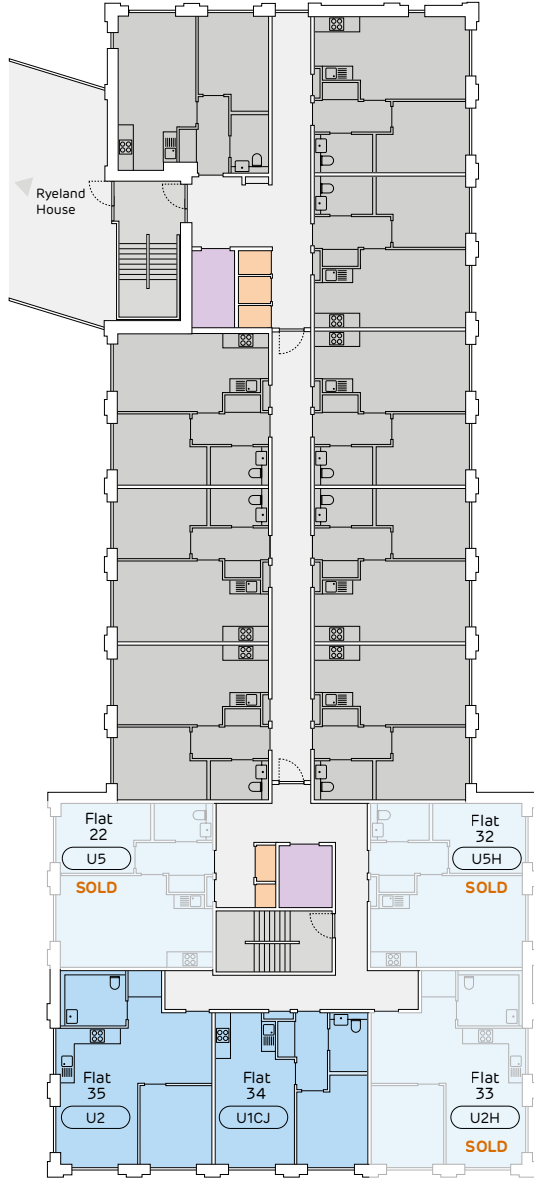 Ryeland
House
Flat
22
U5
SOLD
Flat
32
U5H
SOLD
Flat
35
U2
Flat
34
U1CJ
Flat
33
U2H
SOLD